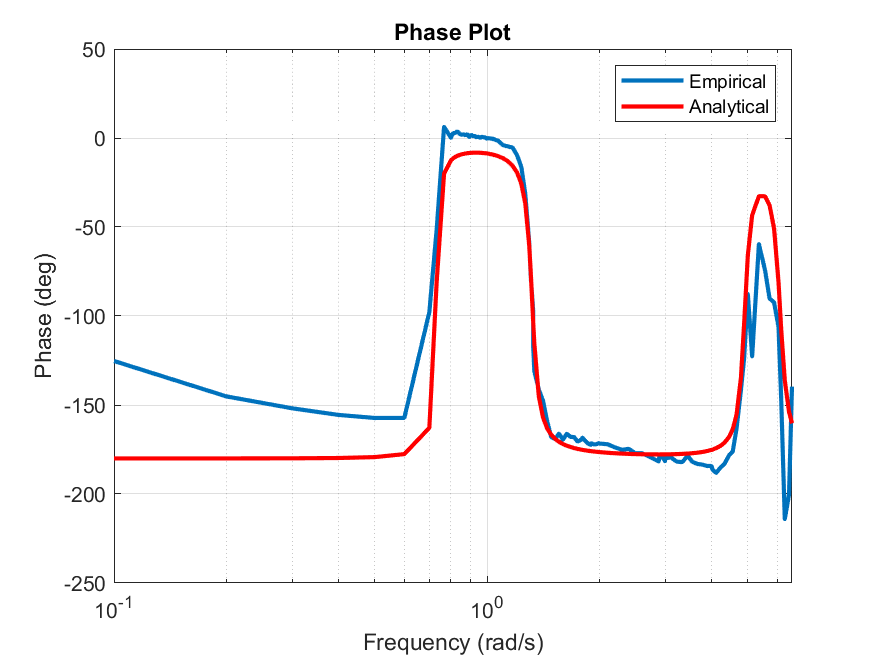 Phase Plot
Empirical
Analytical
50
0
-50
-100
-150
-200
-250
Phase (deg)
10^-1
10^0
Frequency (rad/s)